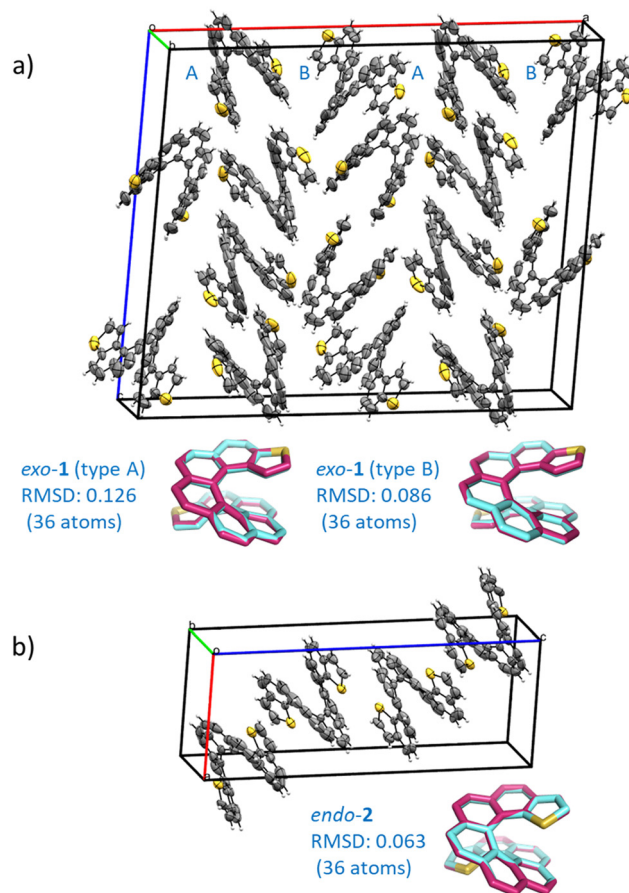 a)
o
b
a
A
B
A
B
c
exo-1 (type A)
RMSD: 0.126
(36 atoms)
exo-1 (type B)
RMSD: 0.086
(36 atoms)
b)
b
o
c
a
endo-2
RMSD: 0.063
(36 atoms)